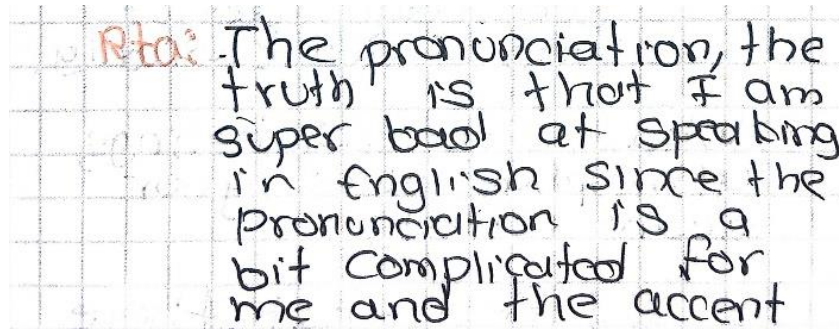 Rta: The pronunciation, the
truth is that I am
super bad at speaking
in English since the
pronunciation is a
bit complicated for
me and the accent